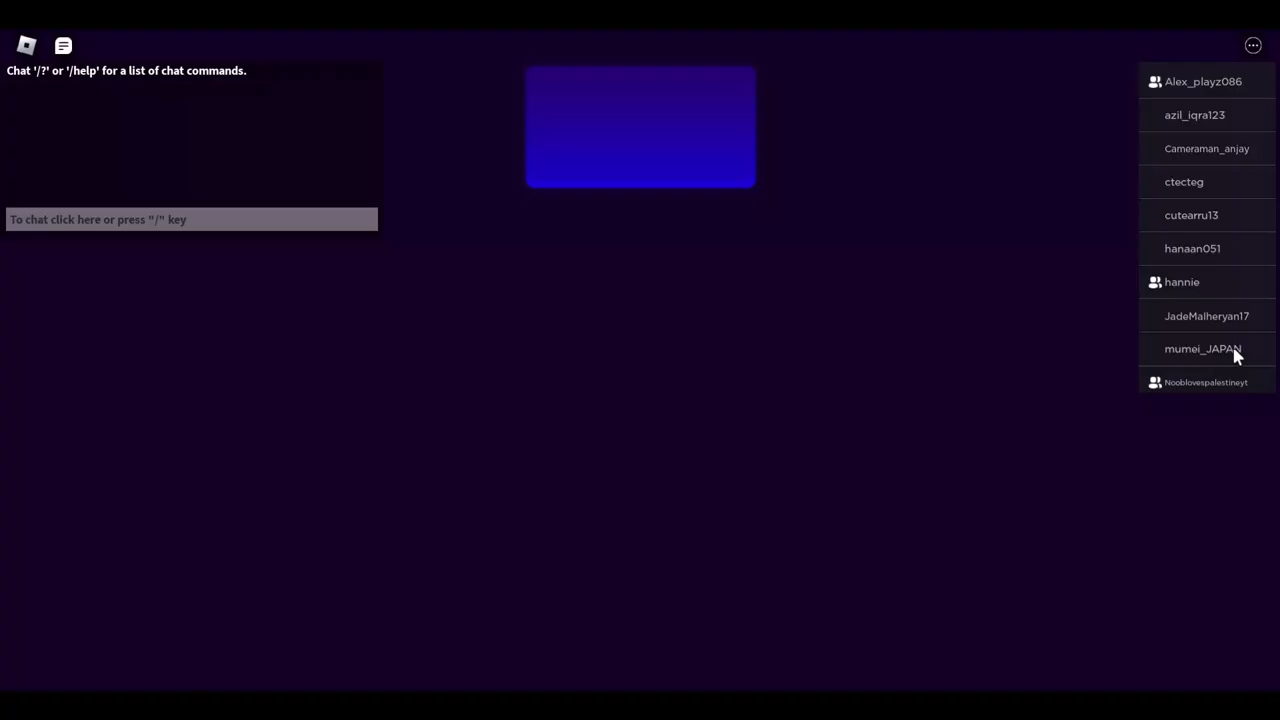 Chat '/?' or '/help' for a list of chat commands.
To chat click here or press "/" key
Alex_playz086
azil_iqra123
Cameraman_anjay
ctecteg
cutearru13
hanaan051
hannie
JadeMalheryan17
mumei_JAPAN
Nooblovespalestineyt